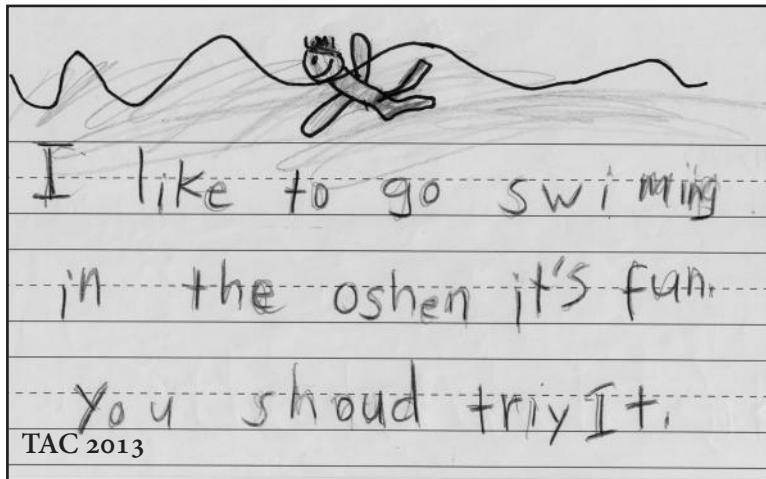 I like to go swiming
in the oshen it's fun.
You shoud triy It.
TAC 2013